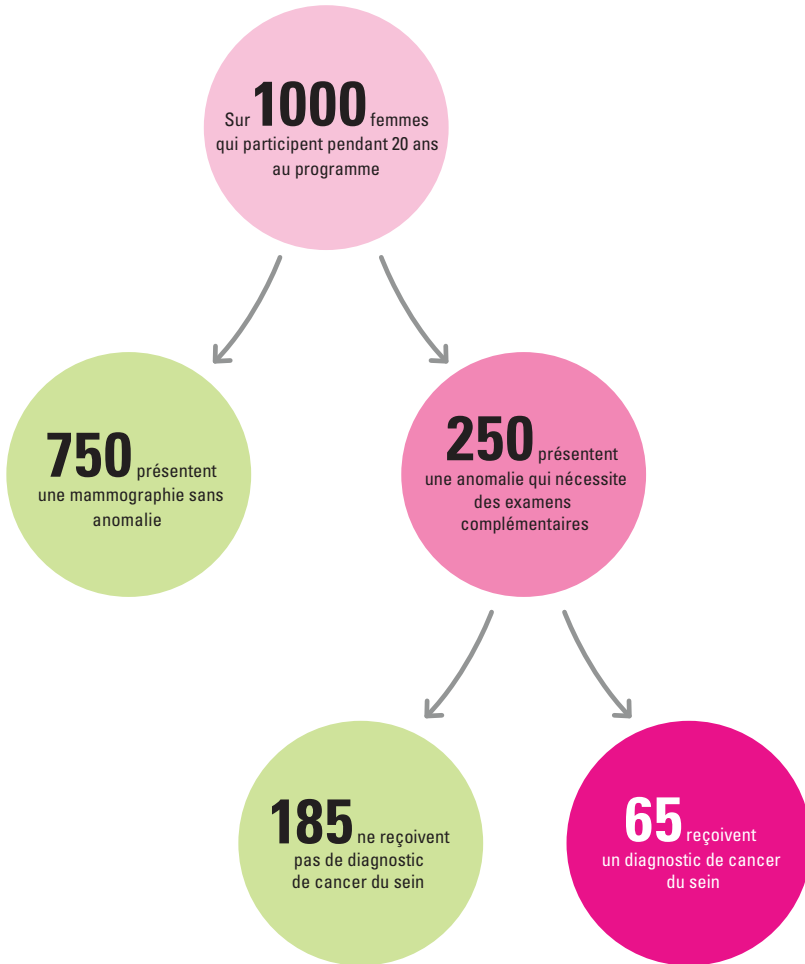 Sur 1000 femmes
qui participent pendant 20 ans
au programme
750 présentent
une mammographie sans
anomalie
250 présentent
une anomalie qui nécessite
des examens
complémentaires
185 ne reçoivent
pas de diagnostic
de cancer du sein
65 reçoivent
un diagnostic de cancer
du sein